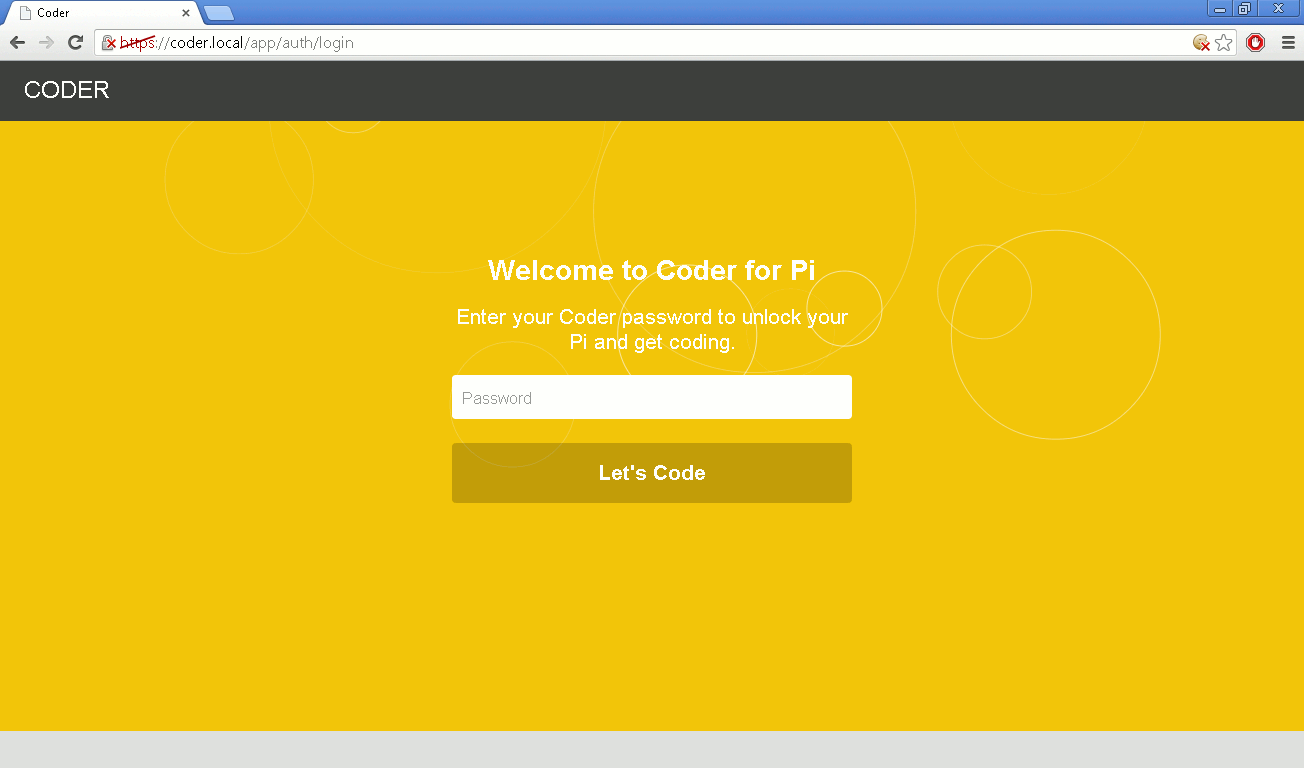 Coder
https://coder.local/app/auth/login
CODER
Welcome to Coder for Pi
Enter your Coder password to unlock your
Pi and get coding.
Password
Let's Code